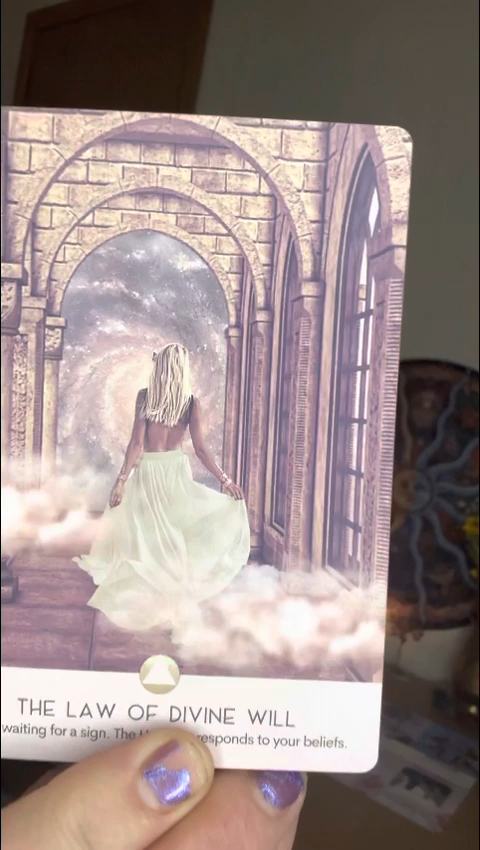 THE LAW OF DIVINE WILL
waiting for a sign. The responds to your beliefs.